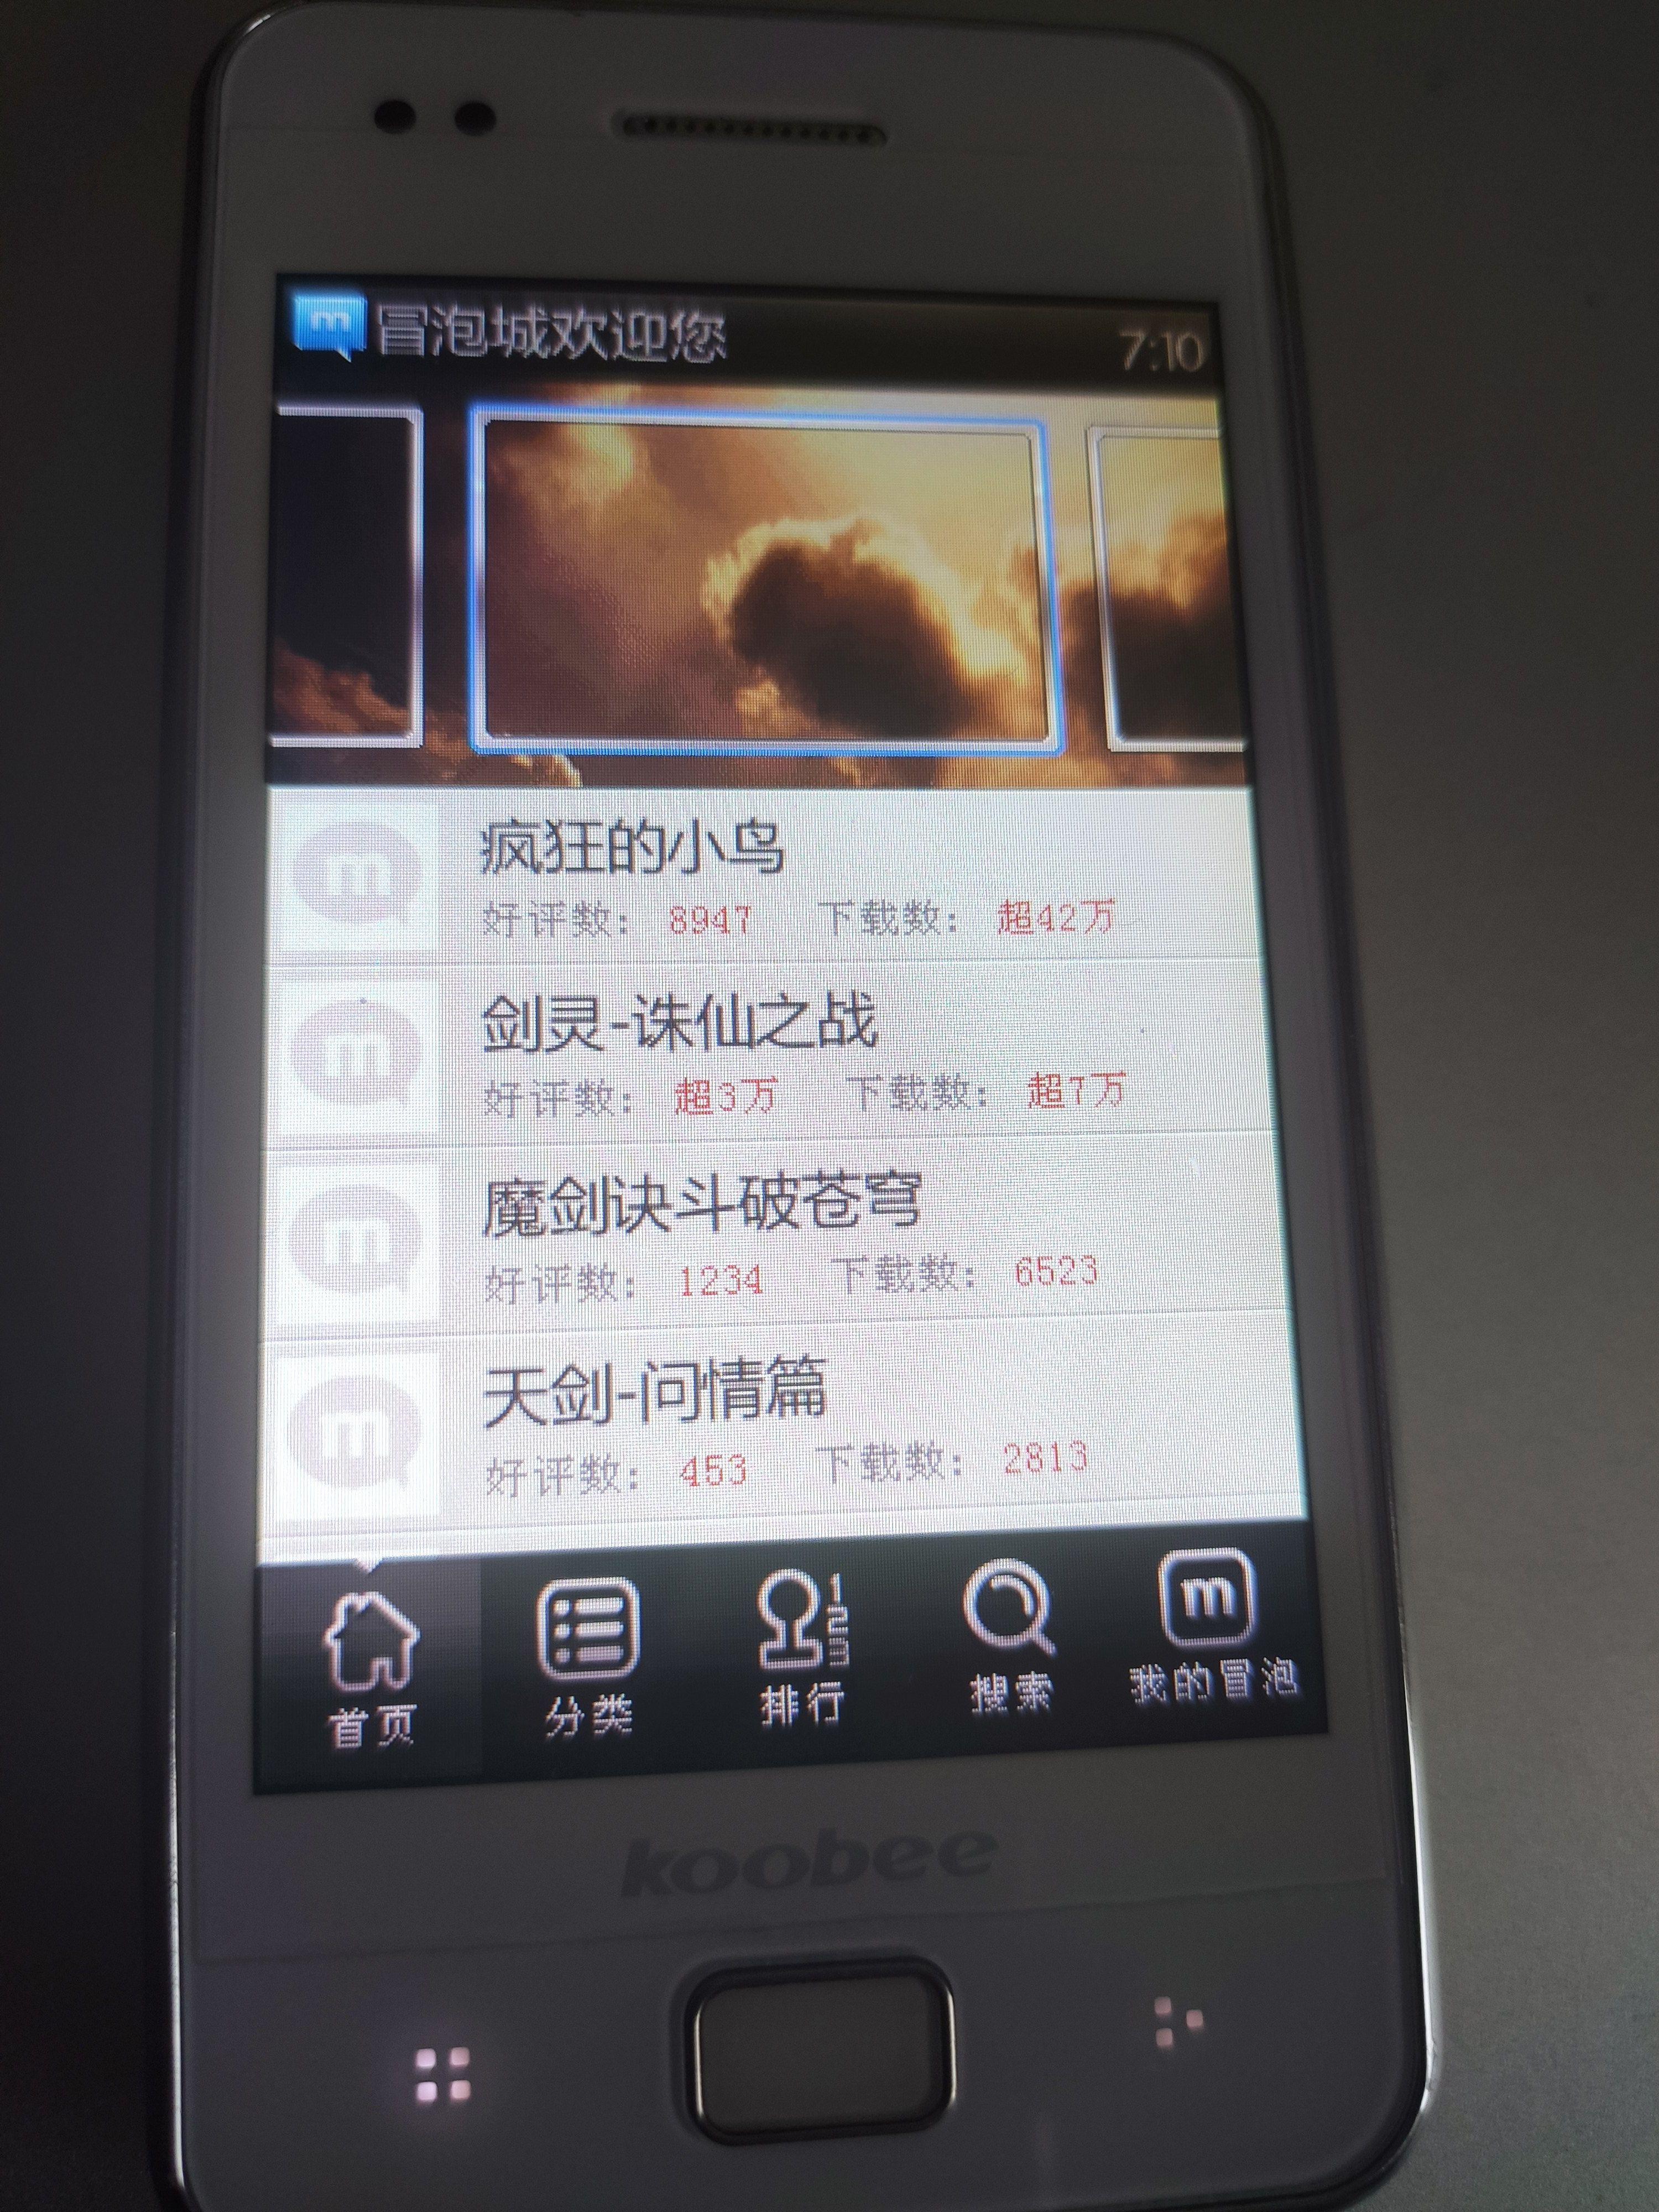 m 冒泡城欢迎您 7:10
m 疯狂的小鸟
好评数： 8947 下载数： 超42万
m 剑灵-诛仙之战
好评数： 超3万 下载数： 超7万
m 魔剑诀斗破苍穹
好评数： 1234 下载数： 6523
m 天剑-问情篇
好评数： 453 下载数： 2813
123 m
首页 分类 排行 搜索 我的冒泡
koobee